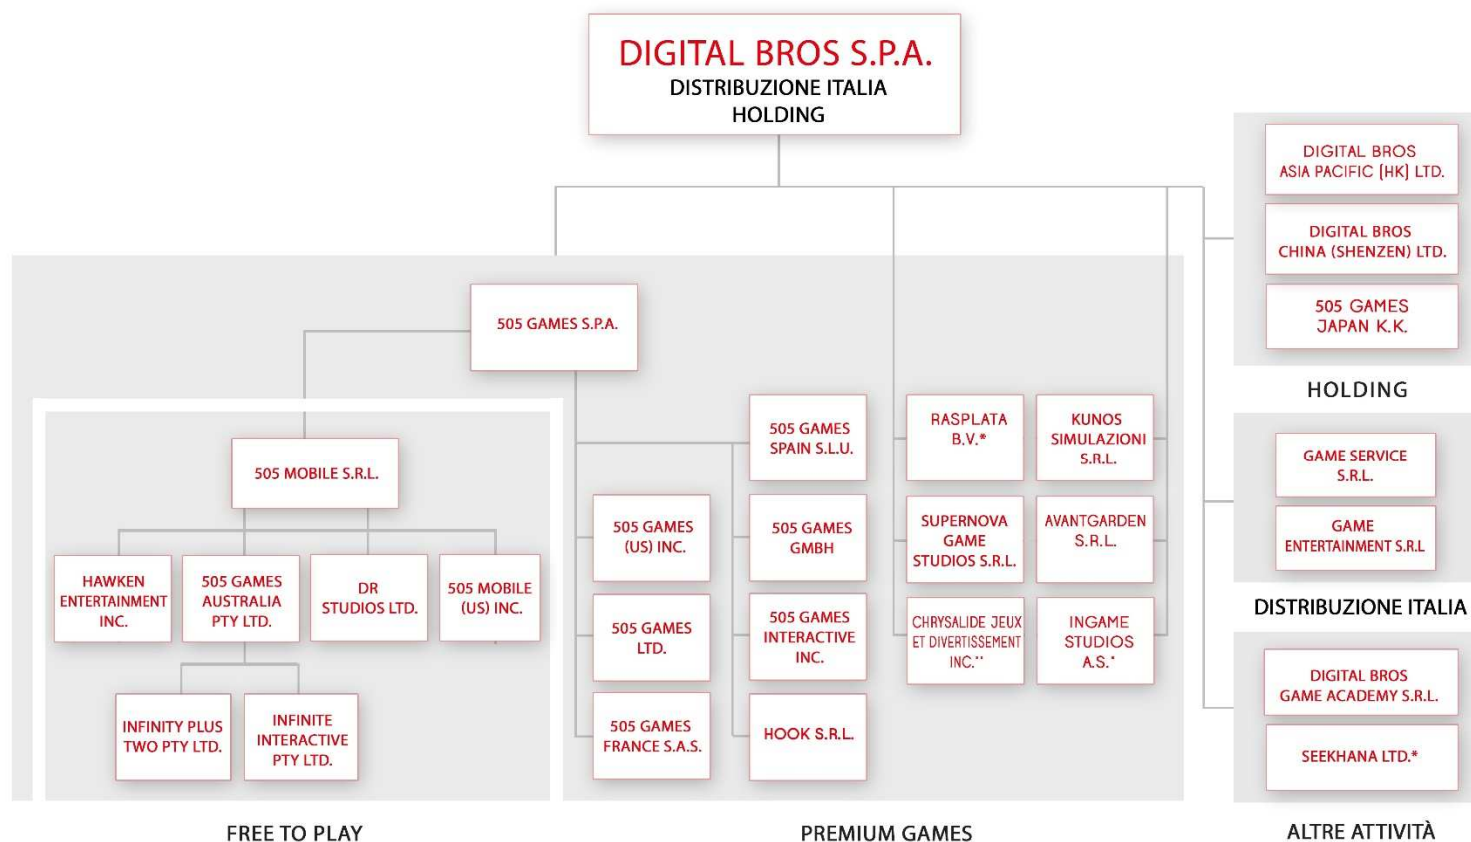 DIGITAL BROS S.P.A.
DISTRIBUZIONE ITALIA
HOLDING
DIGITAL BROS
ASIA PACIFIC (HK) LTD.
DIGITAL BROS
CHINA (SHENZEN) LTD.
505 GAMES
JAPAN K.K.
HOLDING
505 GAMES S.P.A.
505 MOBILE S.R.L.
HAWKEN
ENTERTAINMENT
INC.
505 GAMES
AUSTRALIA
PTY LTD.
DR
STUDIOS LTD.
505 MOBILE
(US) INC.
INFINITY PLUS
TWO PTY LTD.
INFINITE
INTERACTIVE
PTY LTD.
FREE TO PLAY
505 GAMES
(US) INC.
505 GAMES
LTD.
505 GAMES
FRANCE S.A.S.
505 GAMES
SPAIN S.L.U.
505 GAMES
GMBH
505 GAMES
INTERACTIVE
INC.
HOOK S.R.L.
RASPLATA
B.V.*
KUNOS
SIMULAZIONI
S.R.L.
SUPERNOVA
GAME
STUDIOS S.R.L.
AVANTGARDEN
S.R.L.
CHRYSALIDE JEUX
ET DIVERTISSEMENT
INC.**
INGAME
STUDIOS
A.S.*
PREMIUM GAMES
GAME SERVICE
S.R.L.
GAME
ENTERTAINMENT S.R.L
DISTRIBUZIONE ITALIA
DIGITAL BROS
GAME ACADEMY S.R.L.
SEEKHANA LTD.*
ALTRE ATTIVITÀ